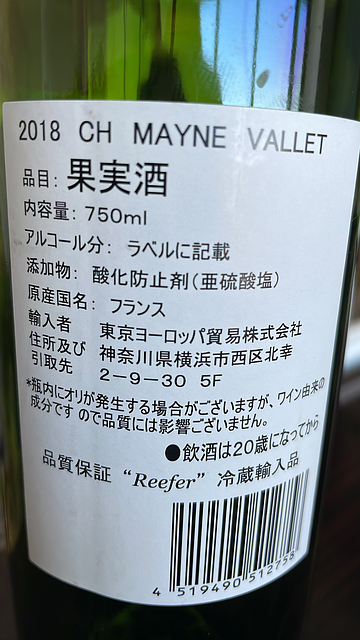 2018 CH MAYNE VALLET
品目: 果実酒
内容量: 750ml
アルコール分: ラベルに記載
添加物: 酸化防止剤(亜硫酸塩)
原産国名: フランス
輸入者 東京ヨーロッパ貿易株式会社
住所及び 神奈川県横浜市西区北幸
引取先 2-9-30 5F
*瓶内にオリが発生する場合がございますが、ワイン由来の
成分ですので品質には影響ございません。
●飲酒は20歳になってから
品質保証 "Reefer" 冷蔵輸入品
4 519490 512758